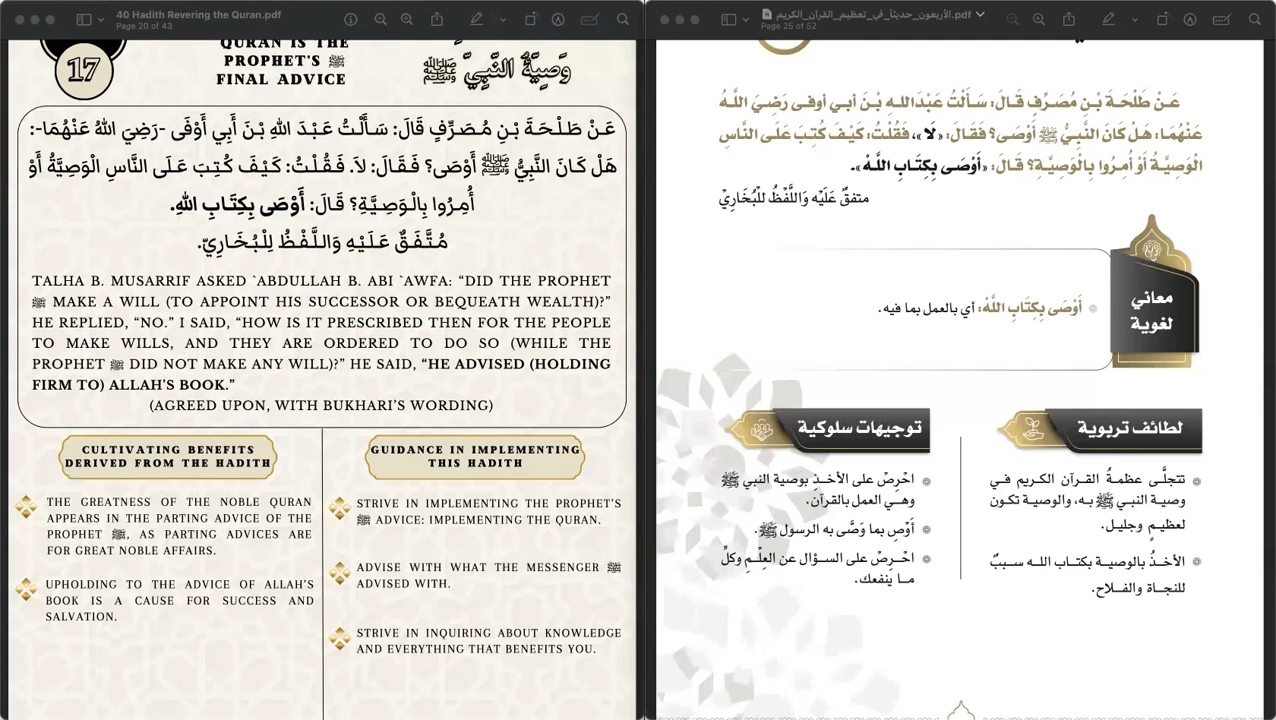 40 Hadith Revering the Quran.pdf
Page 20 of 43
17
QURAN IS THE
PROPHET'S ﷺ
FINAL ADVICE
وَصِيَّةُ النَّبِيِّ ﷺ
عَنْ طَلْحَةَ بْنِ مُصَرِّفٍ قَالَ: سَأَلْتُ عَبْدَ اللهِ بْنَ أَبِي أَوْفَى -رَضِيَ اللهُ عَنْهُمَا-:
هَلْ كَانَ النَّبِيُّ ﷺ أَوْصَى؟ فَقَالَ: لاَ. فَقُلْتُ: كَيْفَ كُتِبَ عَلَى النَّاسِ الْوَصِيَّةُ أَوْ
أُمِرُوا بِالْوَصِيَّةِ؟ قَالَ: أَوْصَى بِكِتَابِ اللهِ.
مُتَّفَقٌ عَلَيْهِ وَاللَّفْظُ لِلْبُخَارِيّ.
TALHA B. MUSARRIF ASKED `ABDULLAH B. ABI `AWFA: “DID THE PROPHET
ﷺ MAKE A WILL (TO APPOINT HIS SUCCESSOR OR BEQUEATH WEALTH)?”
HE REPLIED, “NO.” I SAID, “HOW IS IT PRESCRIBED THEN FOR THE PEOPLE
TO MAKE WILLS, AND THEY ARE ORDERED TO DO SO (WHILE THE
PROPHET ﷺ DID NOT MAKE ANY WILL)?” HE SAID, “HE ADVISED (HOLDING
FIRM TO) ALLAH'S BOOK.”
(AGREED UPON, WITH BUKHARI’S WORDING)
CULTIVATING BENEFITS
DERIVED FROM THE HADITH
THE GREATNESS OF THE NOBLE QURAN
APPEARS IN THE PARTING ADVICE OF THE
PROPHET ﷺ, AS PARTING ADVICES ARE
FOR GREAT NOBLE AFFAIRS.
UPHOLDING TO THE ADVICE OF ALLAH’S
BOOK IS A CAUSE FOR SUCCESS AND
SALVATION.
GUIDANCE IN IMPLEMENTING
THIS HADITH
STRIVE IN IMPLEMENTING THE PROPHET’S
ﷺ ADVICE: IMPLEMENTING THE QURAN.
ADVISE WITH WHAT THE MESSENGER ﷺ
ADVISED WITH.
STRIVE IN INQUIRING ABOUT KNOWLEDGE
AND EVERYTHING THAT BENEFITS YOU.
الأربعون_حديثاً_في_تعظيم_القرآن_الكريم.pdf
Page 25 of 52
عَنْ طَلْحَةَ بْنِ مُصَرِّفٍ قَالَ: سَأَلْتُ عَبْدَاللهِ بْنَ أبي أوفى رَضِيَ اللَّهُ
عَنْهُمَا: هَلْ كَانَ النَّبِيُّ ﷺ أَوْصَى؟ فَقَالَ: «لَا»، فَقُلْتُ: كَيْفَ كُتِبَ عَلَى النَّاسِ
الْوَصِيَّةُ أَوْ أُمِرُوا بِالْوَصِيَّةِ؟ قَالَ: «أَوْصَى بِكِتَابِ اللَّهِ».
متفقٌ عَلَيْه وَاللَّفْظُ للْبُخَارِيّ
معاني
لغوية
أَوْصَى بِكِتَابِ اللَّهِ: أي بالعمل بما فيه.
لطائف تربوية
تتجلَّى عظمةُ القرآن الكريم في
وصية النبي ﷺ به، والوصية تكون
لعظيمٍ وجليل.
الأخذُ بالوصية بكتاب الله سببٌ
للنجاة والفلاح.
توجيهات سلوكية
احْرِصْ على الأخذِ بوصية النبي ﷺ
وهي العمل بالقرآن.
أَوْصِ بما وَصَّى به الرسول ﷺ.
احْرِصْ على السؤال عن العِلْم وكلِّ
ما يَنْفعك.